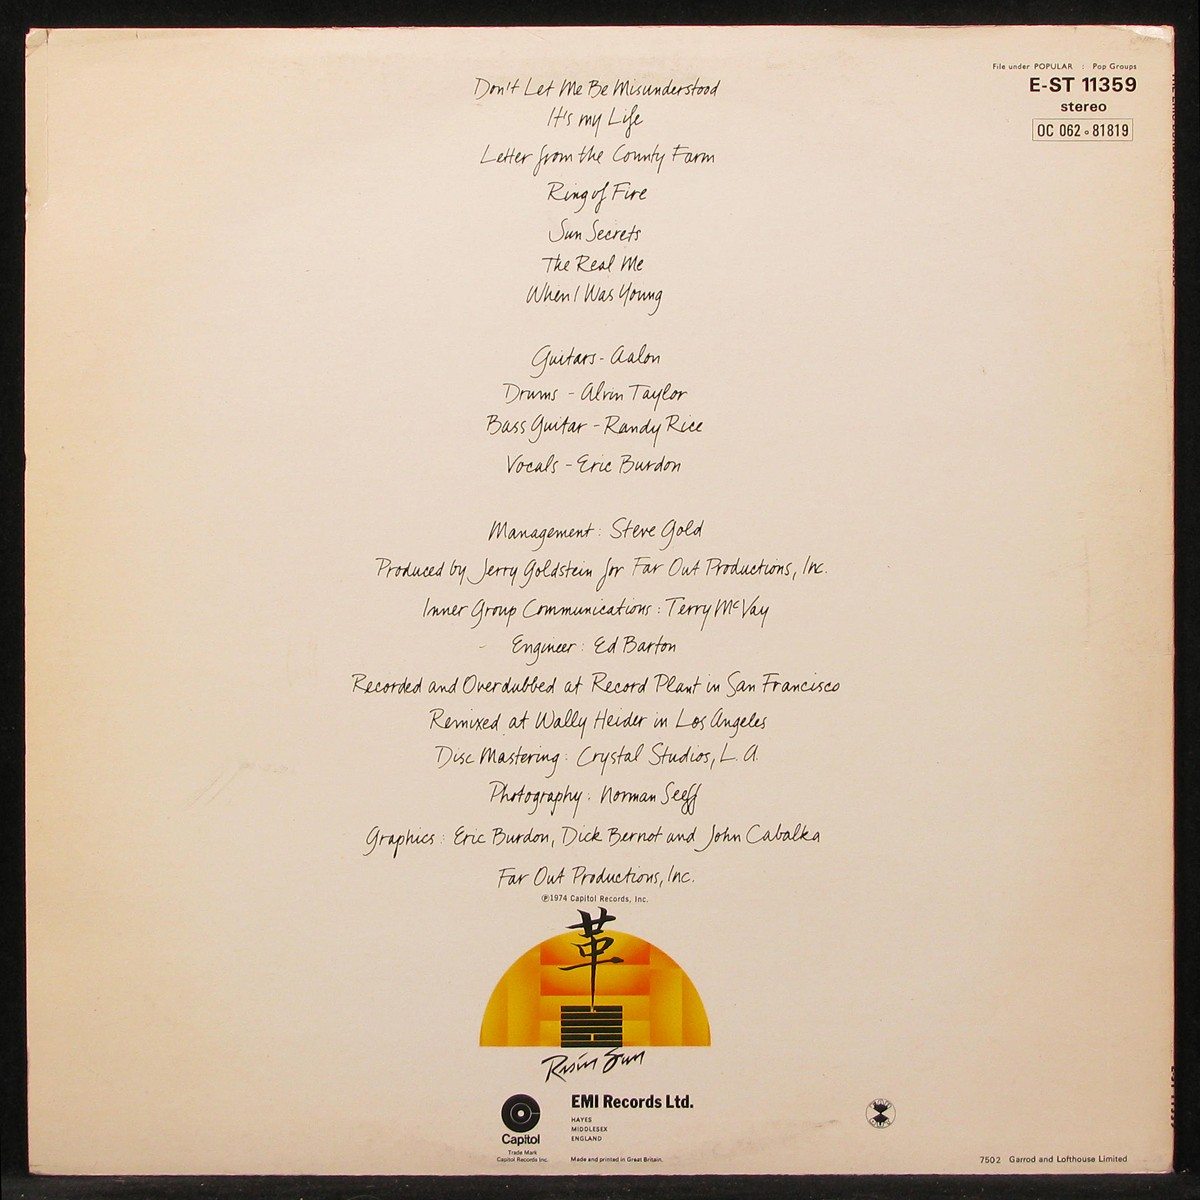 File under POPULAR : Pop Groups
E-ST 11359
stereo
OC 062 • 81819
Don't Let Me Be Misunderstood
It's my Life
Letter from the County Farm
Ring of Fire
Sun Secrets
The Real Me
When I Was Young
Guitars - Aalon
Drums - Alvin Taylor
Bass Guitar - Randy Rice
Vocals - Eric Burdon
Management: Steve Gold
Produced by Jerry Goldstein for Far Out Productions, Inc.
Inner Group Communications: Terry McVay
Engineer: Ed Barton
Recorded and Overdubbed at Record Plant in San Francisco
Remixed at Wally Heider in Los Angeles
Disc Mastering: Crystal Studios, L.A.
Photography: Norman Seeff
Graphics: Eric Burdon, Dick Bernot and John Cabalka
Far Out Productions, Inc.
℗1974 Capitol Records, Inc.
革
Risin Sun
Capitol
Trade Mark
Capitol Records Inc.
EMI Records Ltd.
HAYES
MIDDLESEX
ENGLAND
Made and printed in Great Britain.
7502 Garrod and Lofthouse Limited